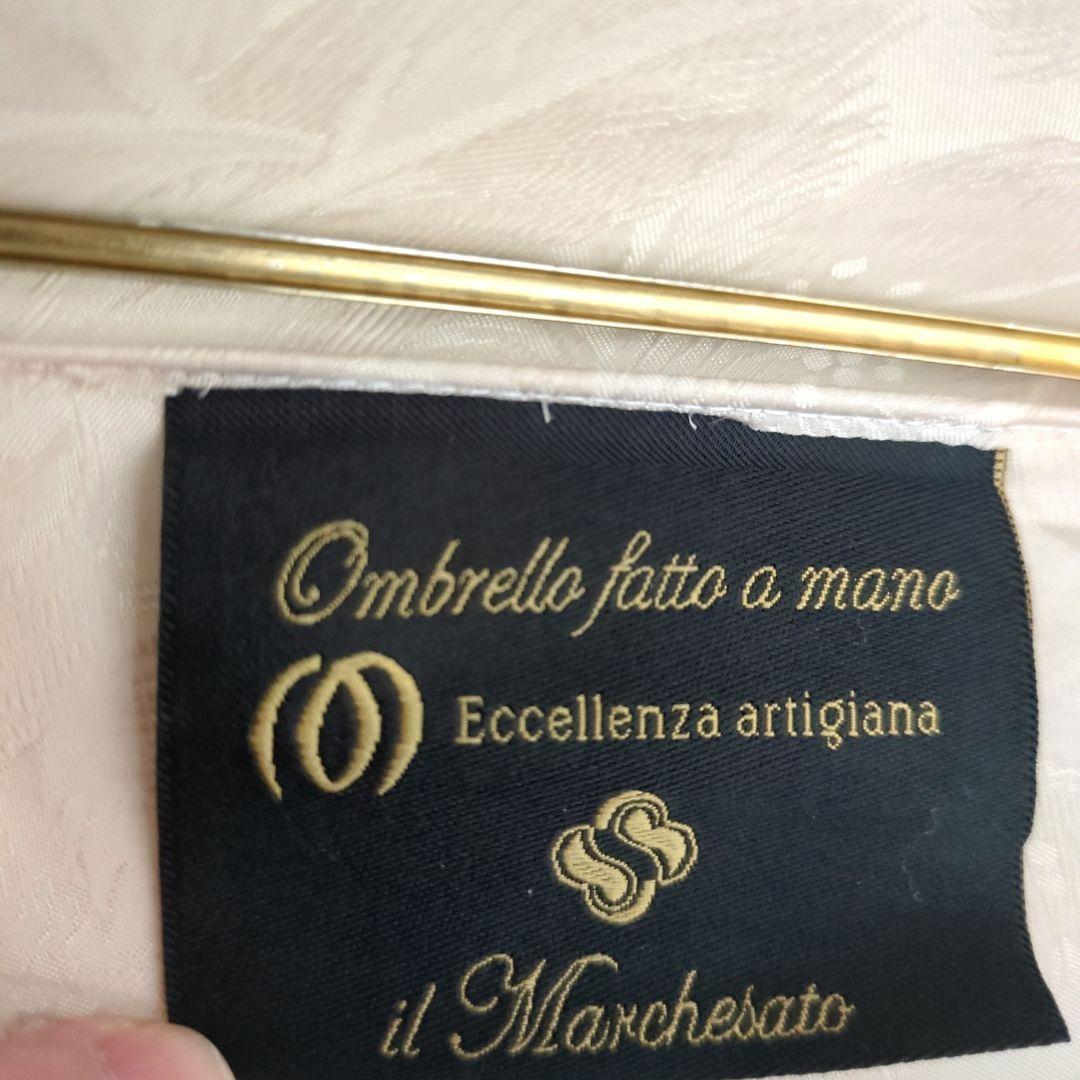 Ombrello fatto a mano
Eccellenza artigiana
il Marchesato